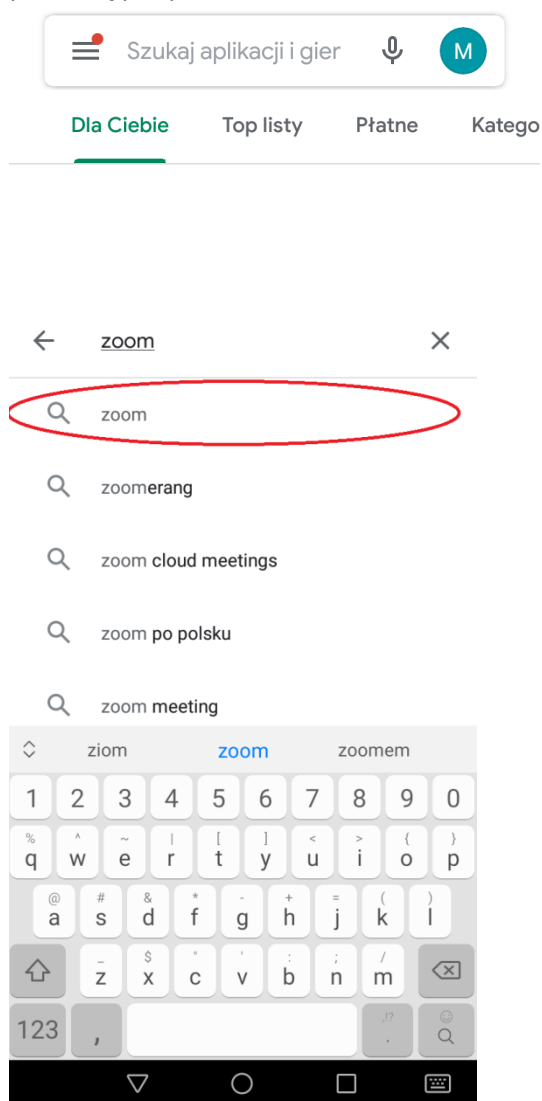 Szukaj aplikacji i gier M
Dla Ciebie Top listy Płatne Katego
zoom
zoom
zoomerang
zoom cloud meetings
zoom po polsku
zoom meeting
ziom zoom zoomem
1 2 3 4 5 6 7 8 9 0
% ^ ~ | [ ] < > { }
q w e r t y u i o p
@ # & * - + = ( )
a s d f g h j k l
_ $ " ' : ; /
z x c v b n m
,!?
123 , .